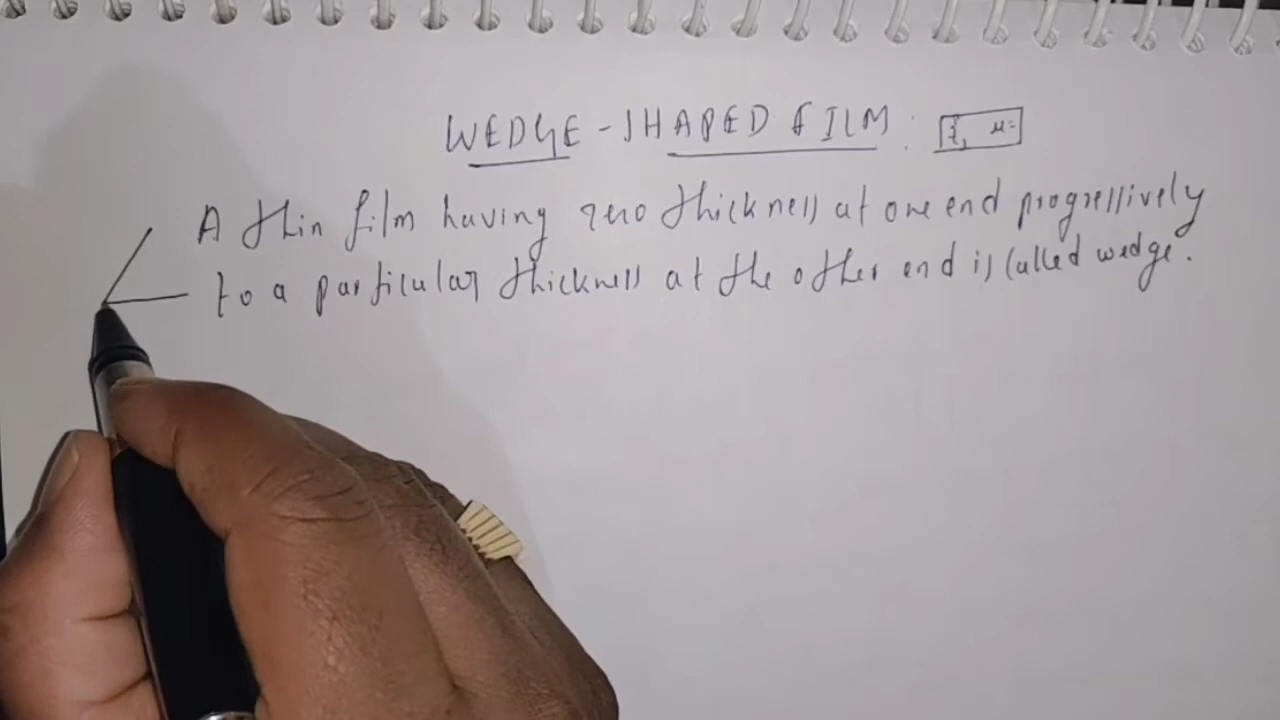 WEDGE-SHAPED FILM : t, μ=
A thin film having zero thickness at one end progressively
to a particular thickness at the other end is called wedge.